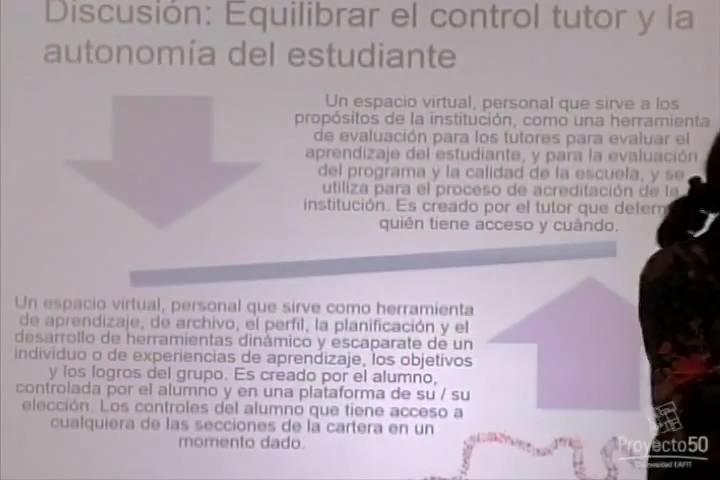 Discusión: Equilibrar el control tutor y la
autonomía del estudiante
Un espacio virtual, personal que sirve a los
propósitos de la institución, como una herramienta
de evaluación para los tutores para evaluar el
aprendizaje del estudiante, y para la evaluación
del programa y la calidad de la escuela, y se
utiliza para el proceso de acreditación de la
institución. Es creado por el tutor que determ
quién tiene acceso y cuándo.
Un espacio virtual, personal que sirve como herramienta
de aprendizaje, de archivo, el perfil, la planificación y el
desarrollo de herramientas dinámico y escaparate de un
individuo o de experiencias de aprendizaje, los objetivos
y los logros del grupo. Es creado por el alumno,
controlada por el alumno y en una plataforma de su / su
elección. Los controles del alumno que tiene acceso a
cualquiera de las secciones de la cartera en un
momento dado.
Proyecto50
Universidad EAFIT